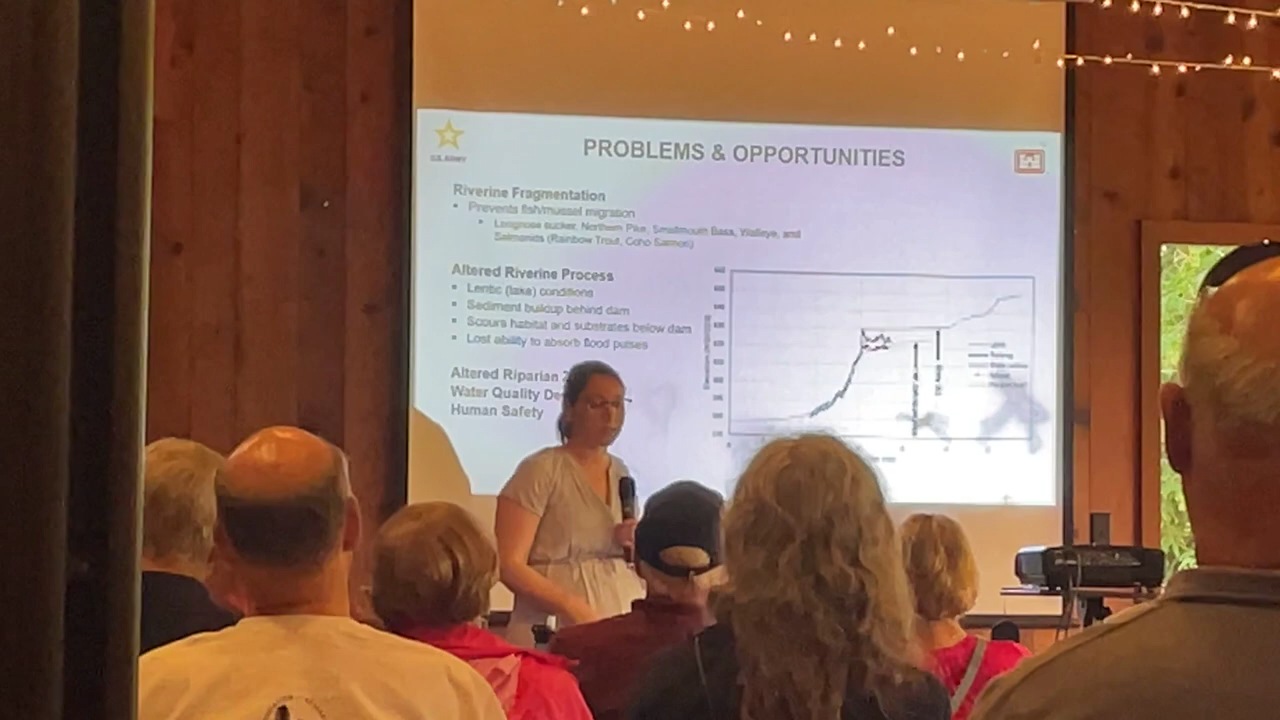 U.S. ARMY
PROBLEMS & OPPORTUNITIES
Riverine Fragmentation
Prevents fish/mussel migration
Longnose sucker, Northern Pike, Smallmouth Bass, Walleye, and
Salmonids (Rainbow Trout, Coho Salmon)
Altered Riverine Process
Lentic (lake) conditions
Sediment buildup behind dam
Scours habitat and substrates below dam
Lost ability to absorb flood pulses
Altered Riparian
Water Quality
Human Safety